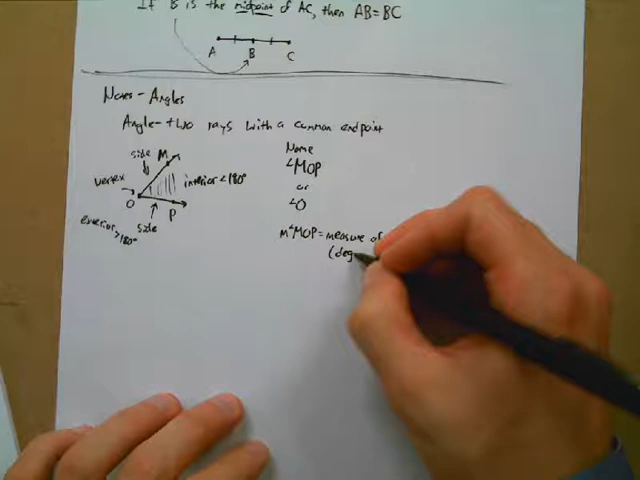 If B is the midpoint of AC, then AB=BC
A B C
Notes - Angles
Angle - two rays with a common endpoint
side M Name
∠MOP
vertex interior <180°
or
O P ∠O
exterior side
>180°
m∠MOP = measure of
(deg